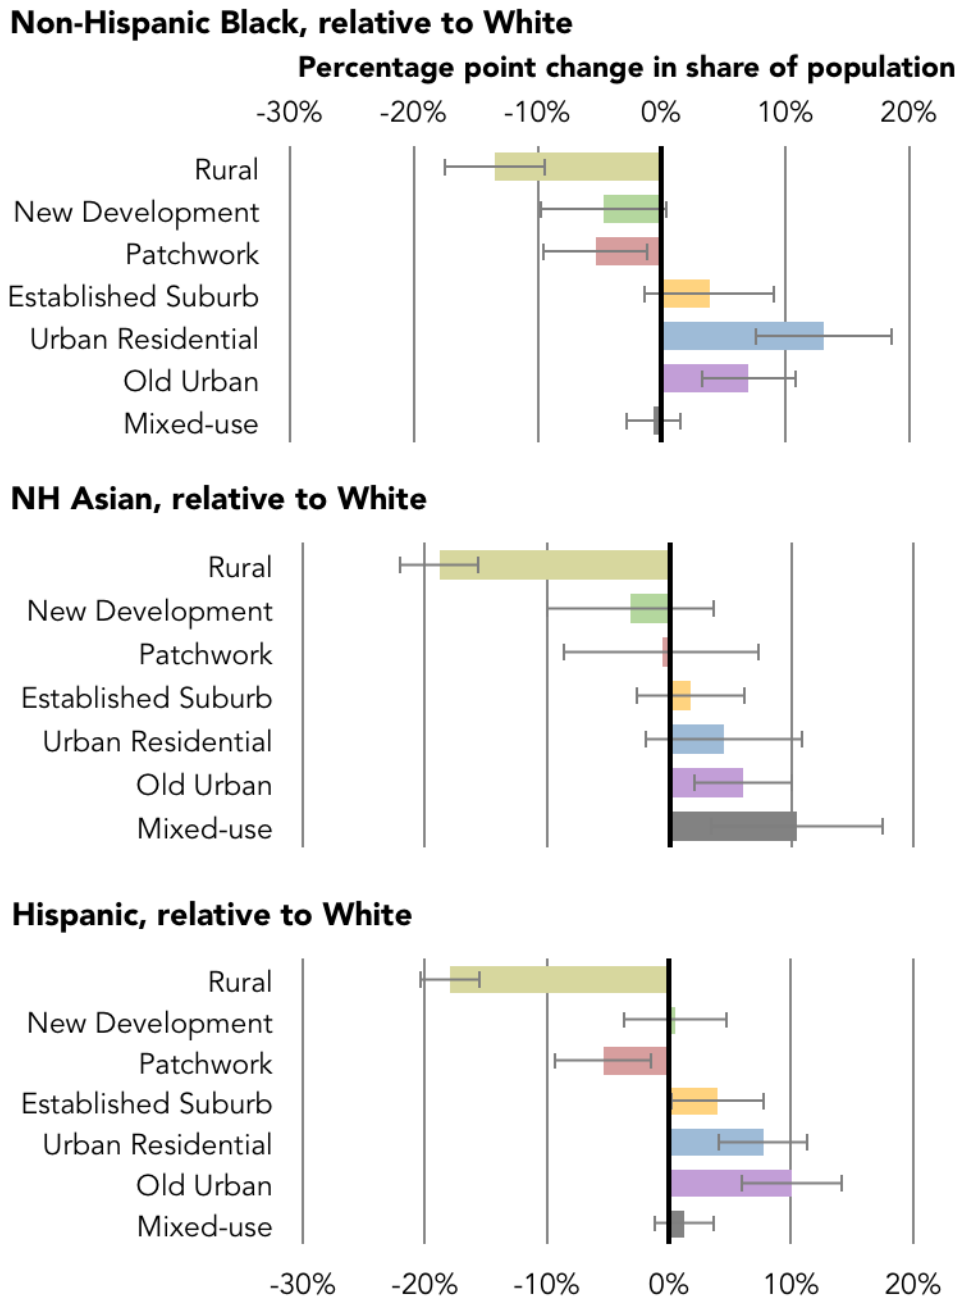 Non-Hispanic Black, relative to White
Percentage point change in share of population
-30% -20% -10% 0% 10% 20%
Rural
New Development
Patchwork
Established Suburb
Urban Residential
Old Urban
Mixed-use
NH Asian, relative to White
Rural
New Development
Patchwork
Established Suburb
Urban Residential
Old Urban
Mixed-use
Hispanic, relative to White
Rural
New Development
Patchwork
Established Suburb
Urban Residential
Old Urban
Mixed-use
-30% -20% -10% 0% 10% 20%